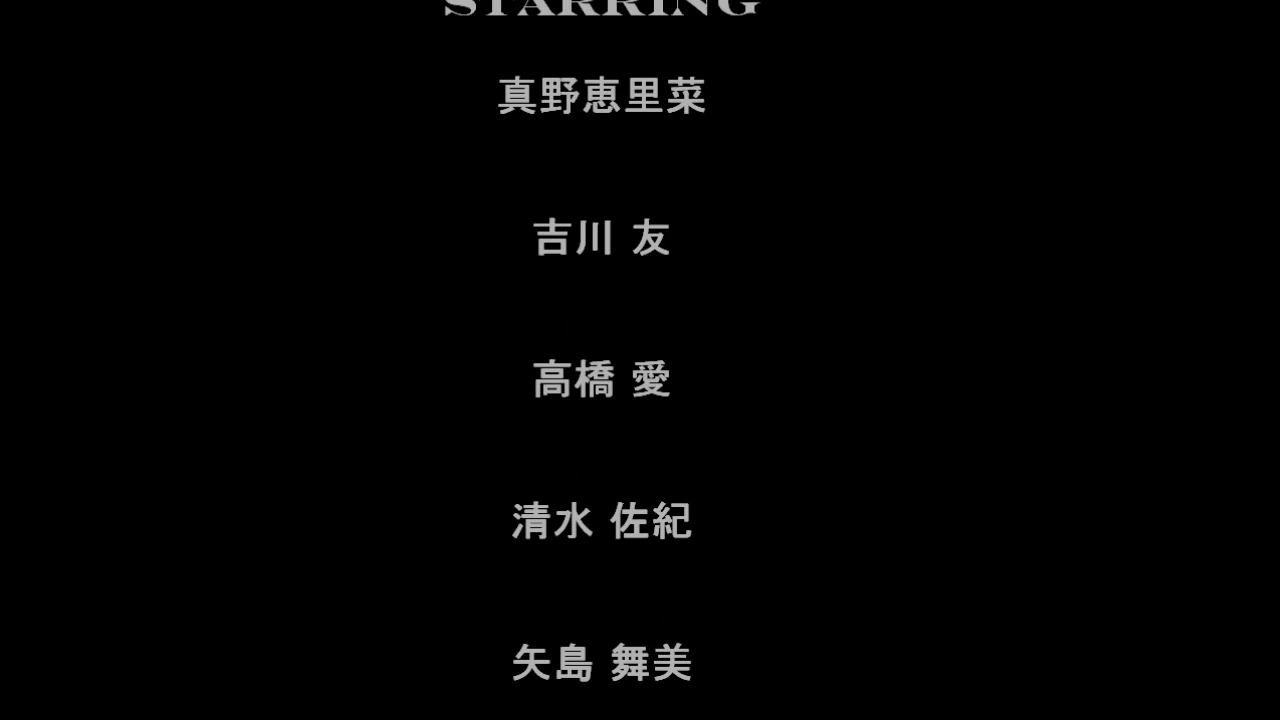 STARRING
真野恵里菜
吉川 友
高橋 愛
清水 佐紀
矢島 舞美